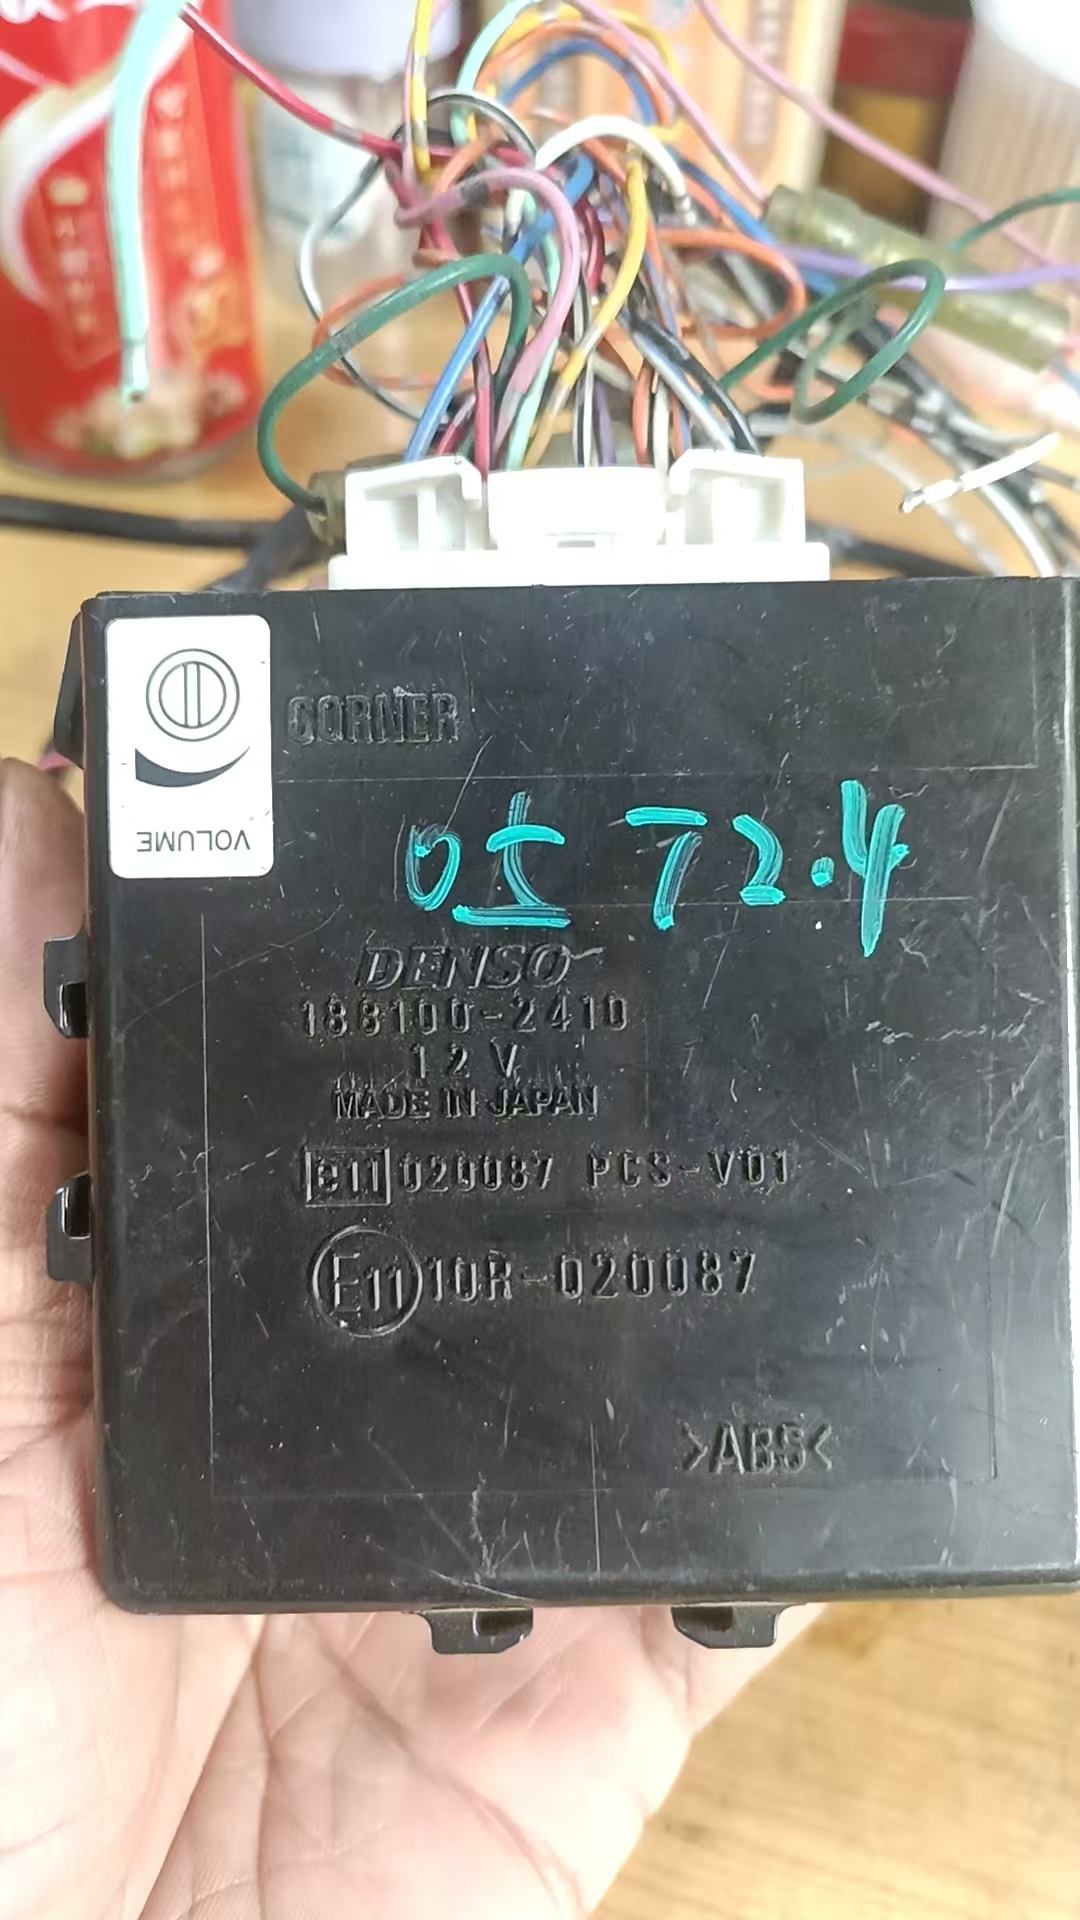 CORNER
VOLUME
05 72.4
DENSO
188100-2410
12V
MADE IN JAPAN
e11 020087 PCS-V01
E11 10R-020087
>ABS<